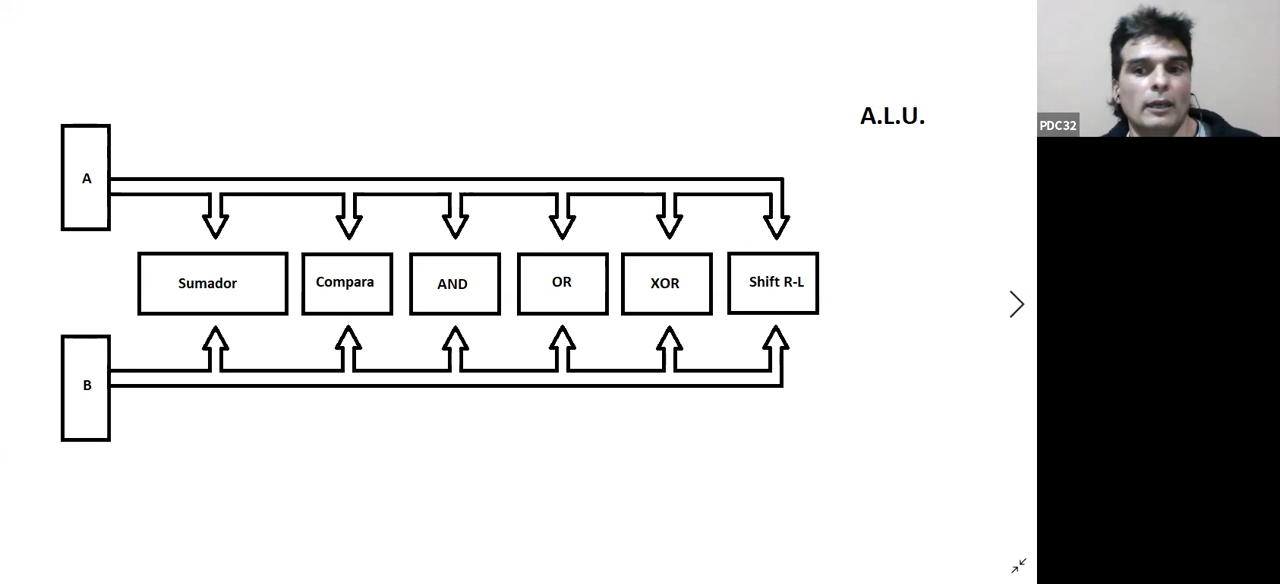 A.L.U.
PDC32
A
Sumador
Compara
AND
OR
XOR
Shift R-L
B